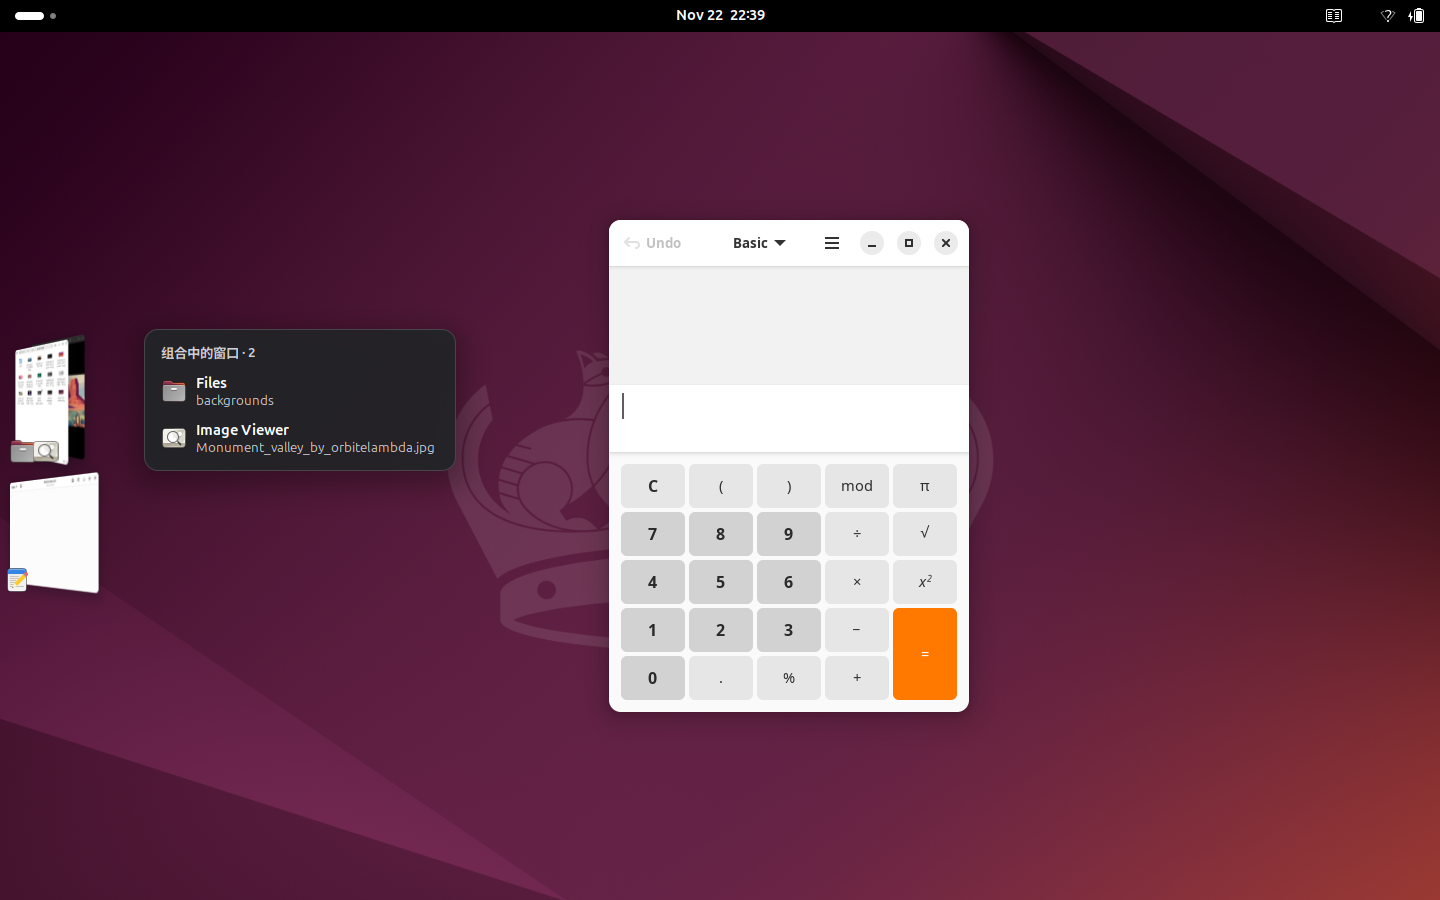 Nov 22 22:39
组合中的窗口 · 2
Files
backgrounds
Image Viewer
Monument_valley_by_orbitelambda.jpg
Undo
Basic
C ( ) mod π
7 8 9 ÷ √
4 5 6 × x²
1 2 3 −
=
0 . % +